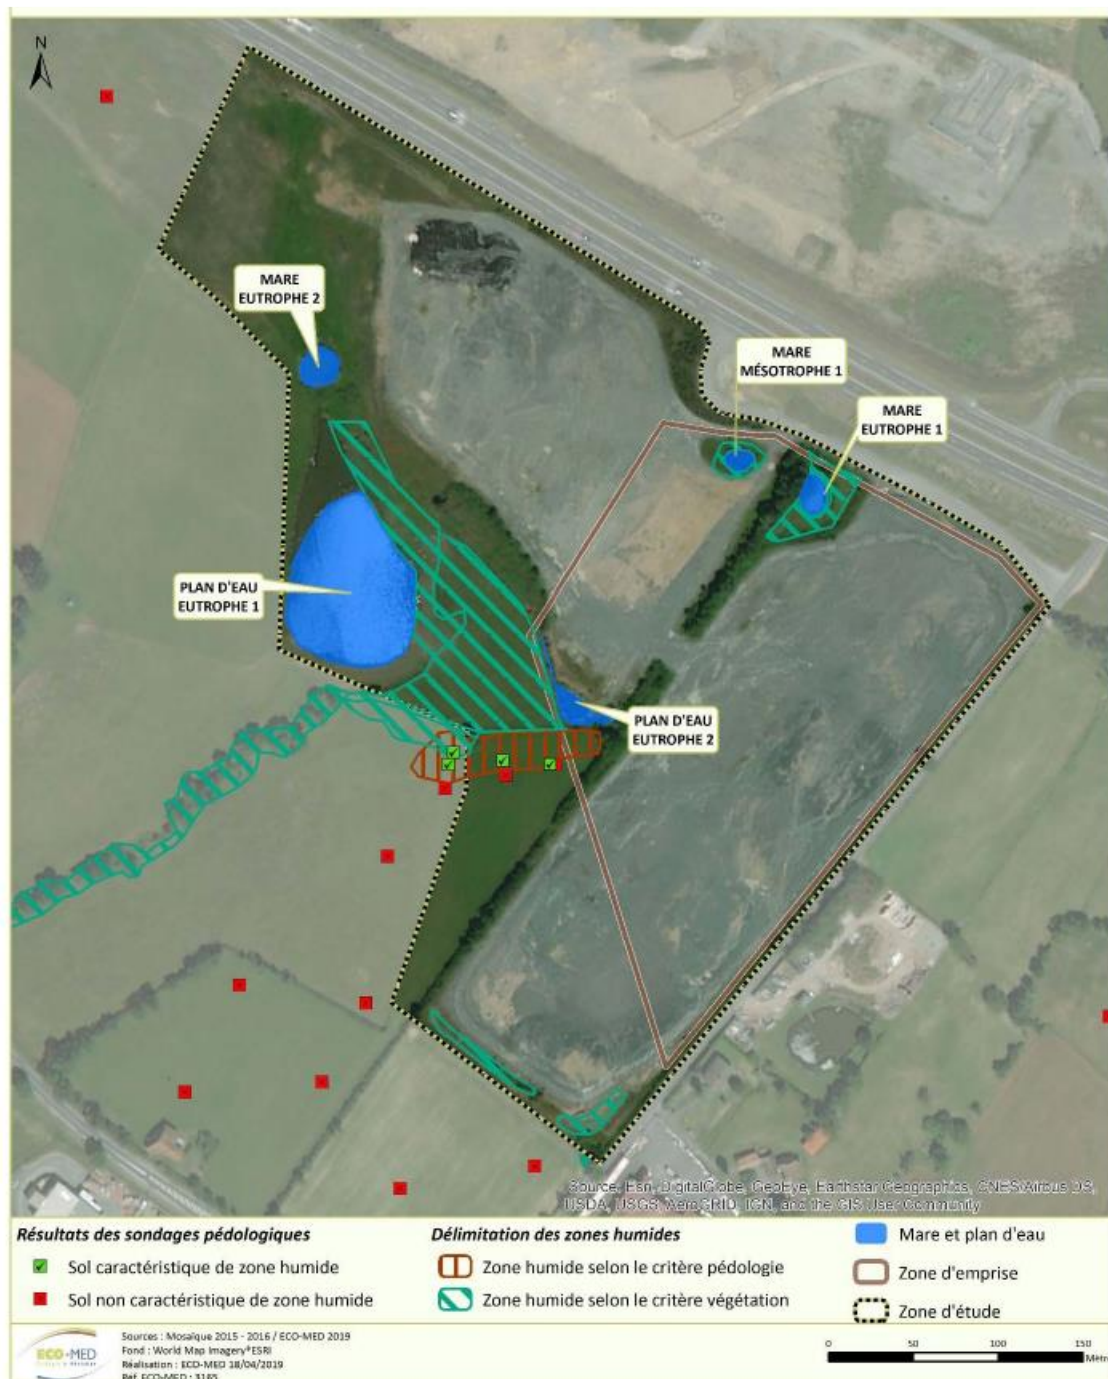 N
MARE
EUTROPHE 2
MARE
MÉSOTROPHE 1
MARE
EUTROPHE 1
PLAN D'EAU
EUTROPHE 1
PLAN D'EAU
EUTROPHE 2
Source: Esri, DigitalGlobe, GeoEye, Earthstar Geographics, CNES/Airbus DS,
USDA, USGS, AeroGRID, IGN, and the GIS User Community
Résultats des sondages pédologiques
Sol caractéristique de zone humide
Sol non caractéristique de zone humide
Délimitation des zones humides
Zone humide selon le critère pédologie
Zone humide selon le critère végétation
Mare et plan d'eau
Zone d'emprise
Zone d'étude
ECO-MED
Sources : Mosaïque 2015 - 2016 / ECO-MED 2019
Fond : World Map Imagery®ESRI
Réalisation : ECO-MED 18/04/2019
Réf. ECO-MED : 3165
0 50 100 150
Mètr